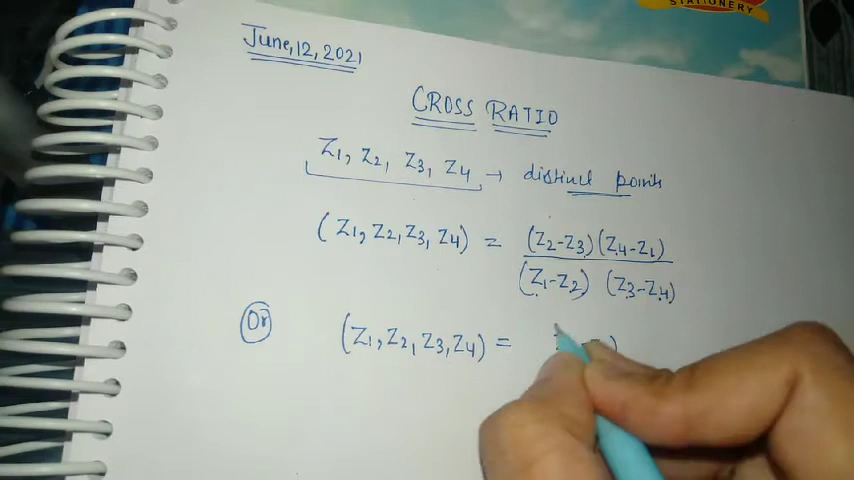 STATIONERY
June, 12, 2021
CROSS RATIO
Z1, Z2, Z3, Z4 → distinct points
(Z1, Z2, Z3, Z4) = (Z2-Z3)(Z4-Z1)
(Z1-Z2) (Z3-Z4)
Or (Z1, Z2, Z3, Z4) =